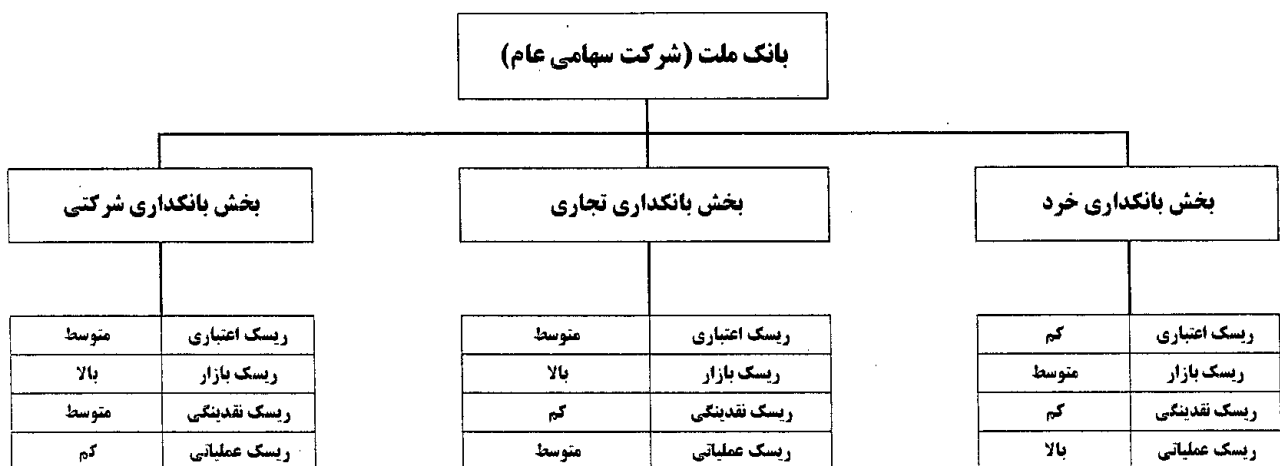 بانک ملت (شرکت سهامی عام)
بخش بانکداری خرد
بخش بانکداری تجاری
بخش بانکداری شرکتی
ریسک اعتباری کم
ریسک بازار متوسط
ریسک نقدینگی کم
ریسک عملیاتی بالا
ریسک اعتباری متوسط
ریسک بازار بالا
ریسک نقدینگی کم
ریسک عملیاتی متوسط
ریسک اعتباری متوسط
ریسک بازار بالا
ریسک نقدینگی متوسط
ریسک عملیاتی کم